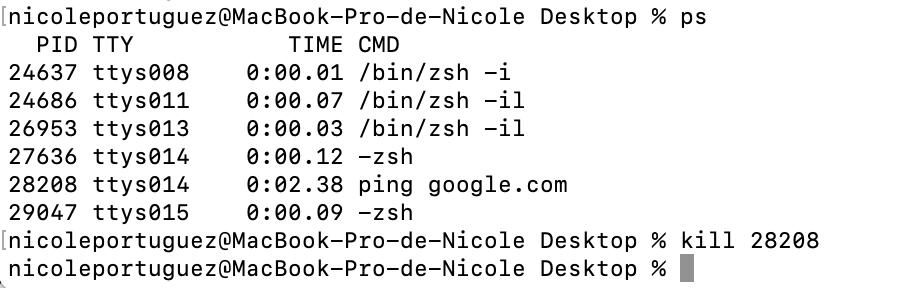 [nicoleportuguez@MacBook-Pro-de-Nicole Desktop % ps
PID TTY TIME CMD
24637 ttys008 0:00.01 /bin/zsh -i
24686 ttys011 0:00.07 /bin/zsh -il
26953 ttys013 0:00.03 /bin/zsh -il
27636 ttys014 0:00.12 -zsh
28208 ttys014 0:02.38 ping google.com
29047 ttys015 0:00.09 -zsh
[nicoleportuguez@MacBook-Pro-de-Nicole Desktop % kill 28208
nicoleportuguez@MacBook-Pro-de-Nicole Desktop %